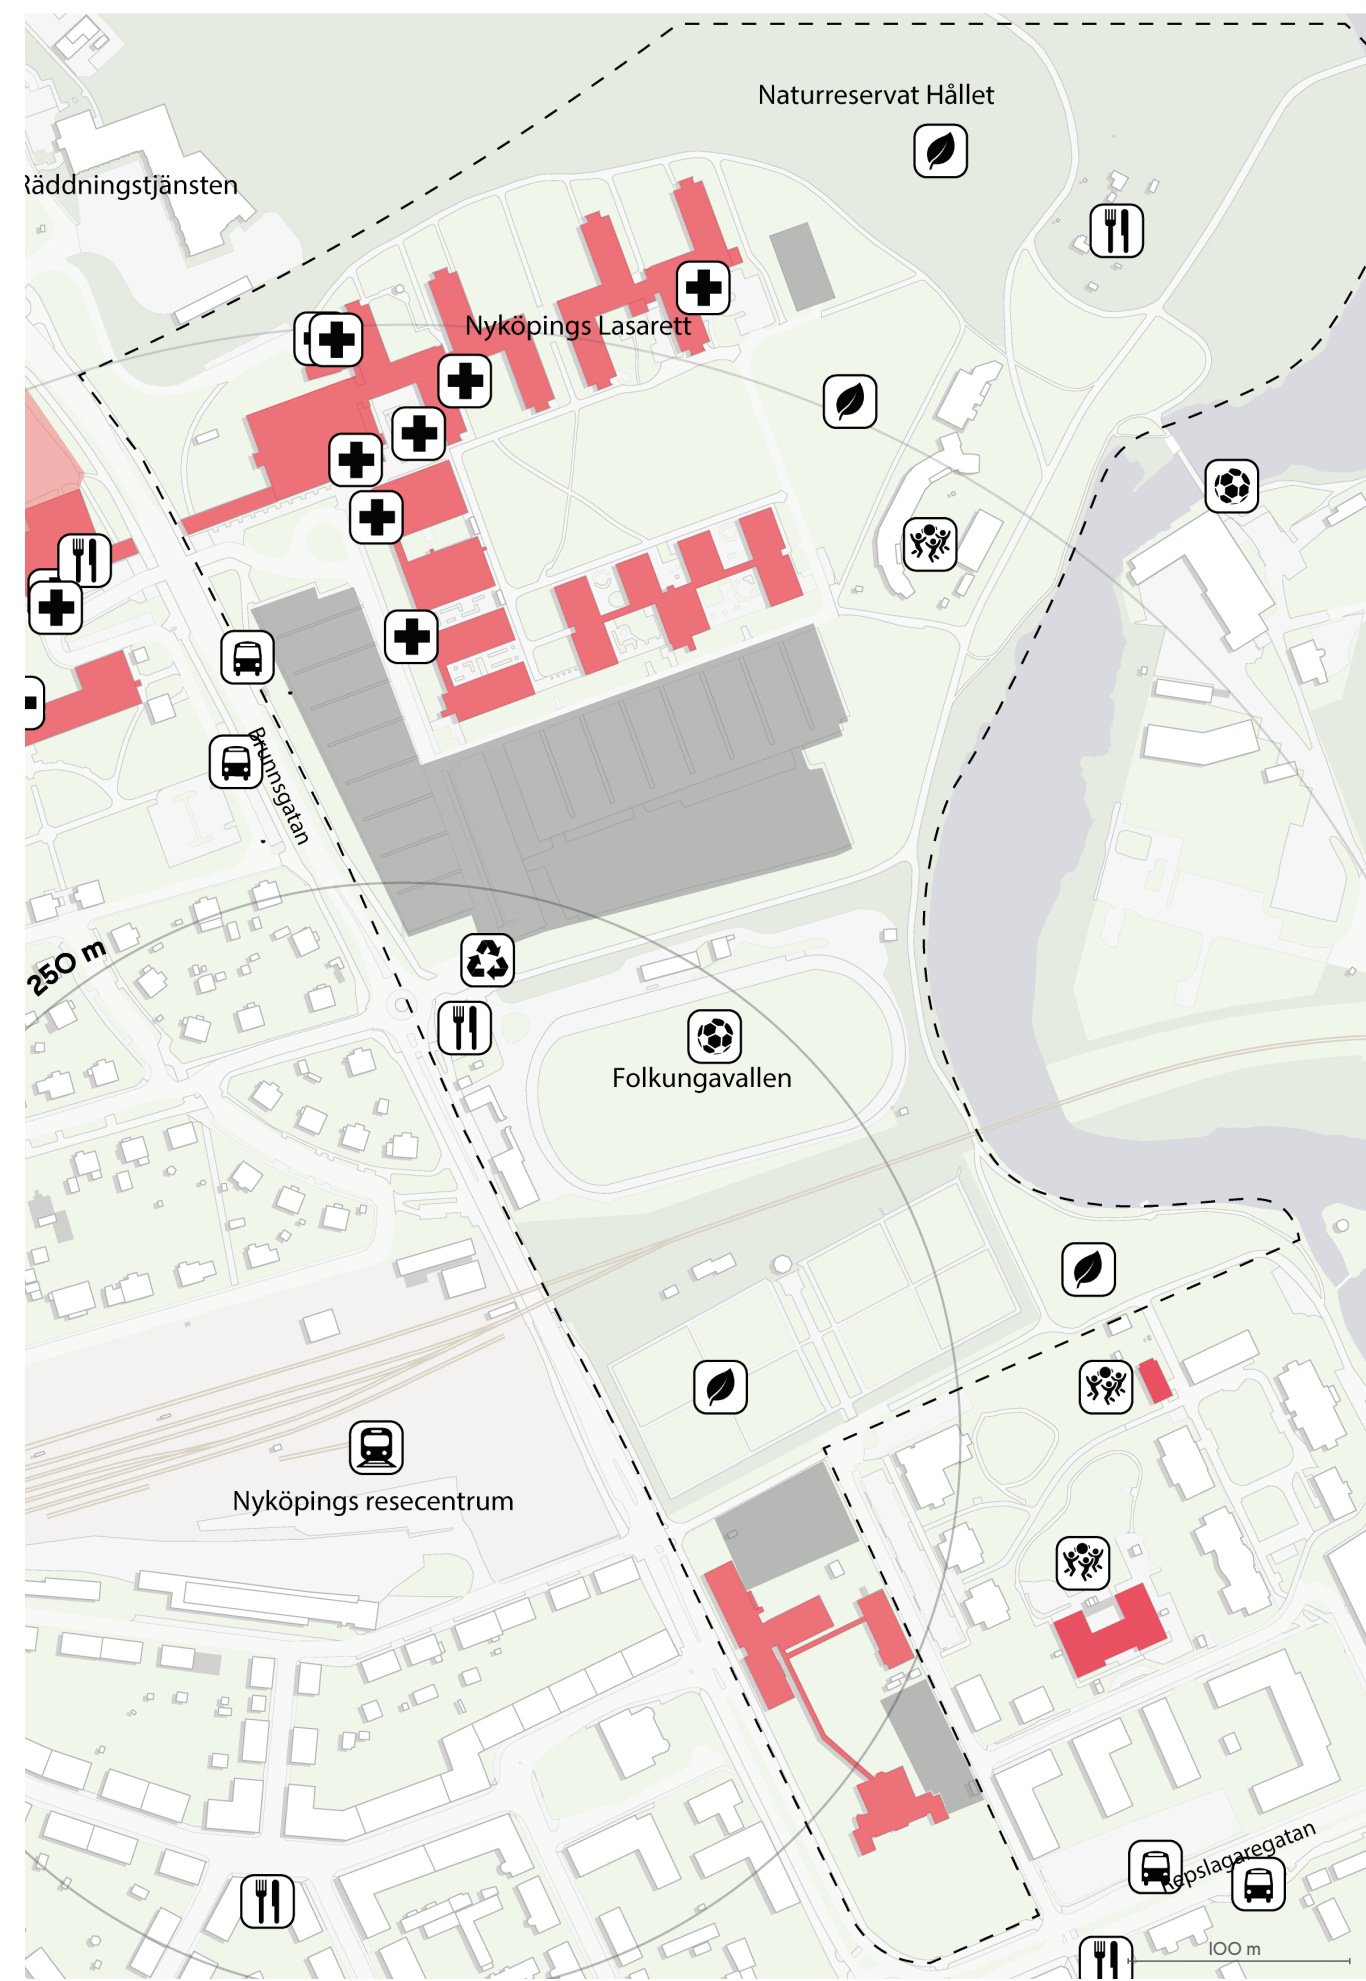 Naturreservat Hållet
Räddningstjänsten
Nyköpings Lasarett
Brunnsgatan
250 m
Folkungavallen
Nyköpings resecentrum
Repslagaregatan
100 m